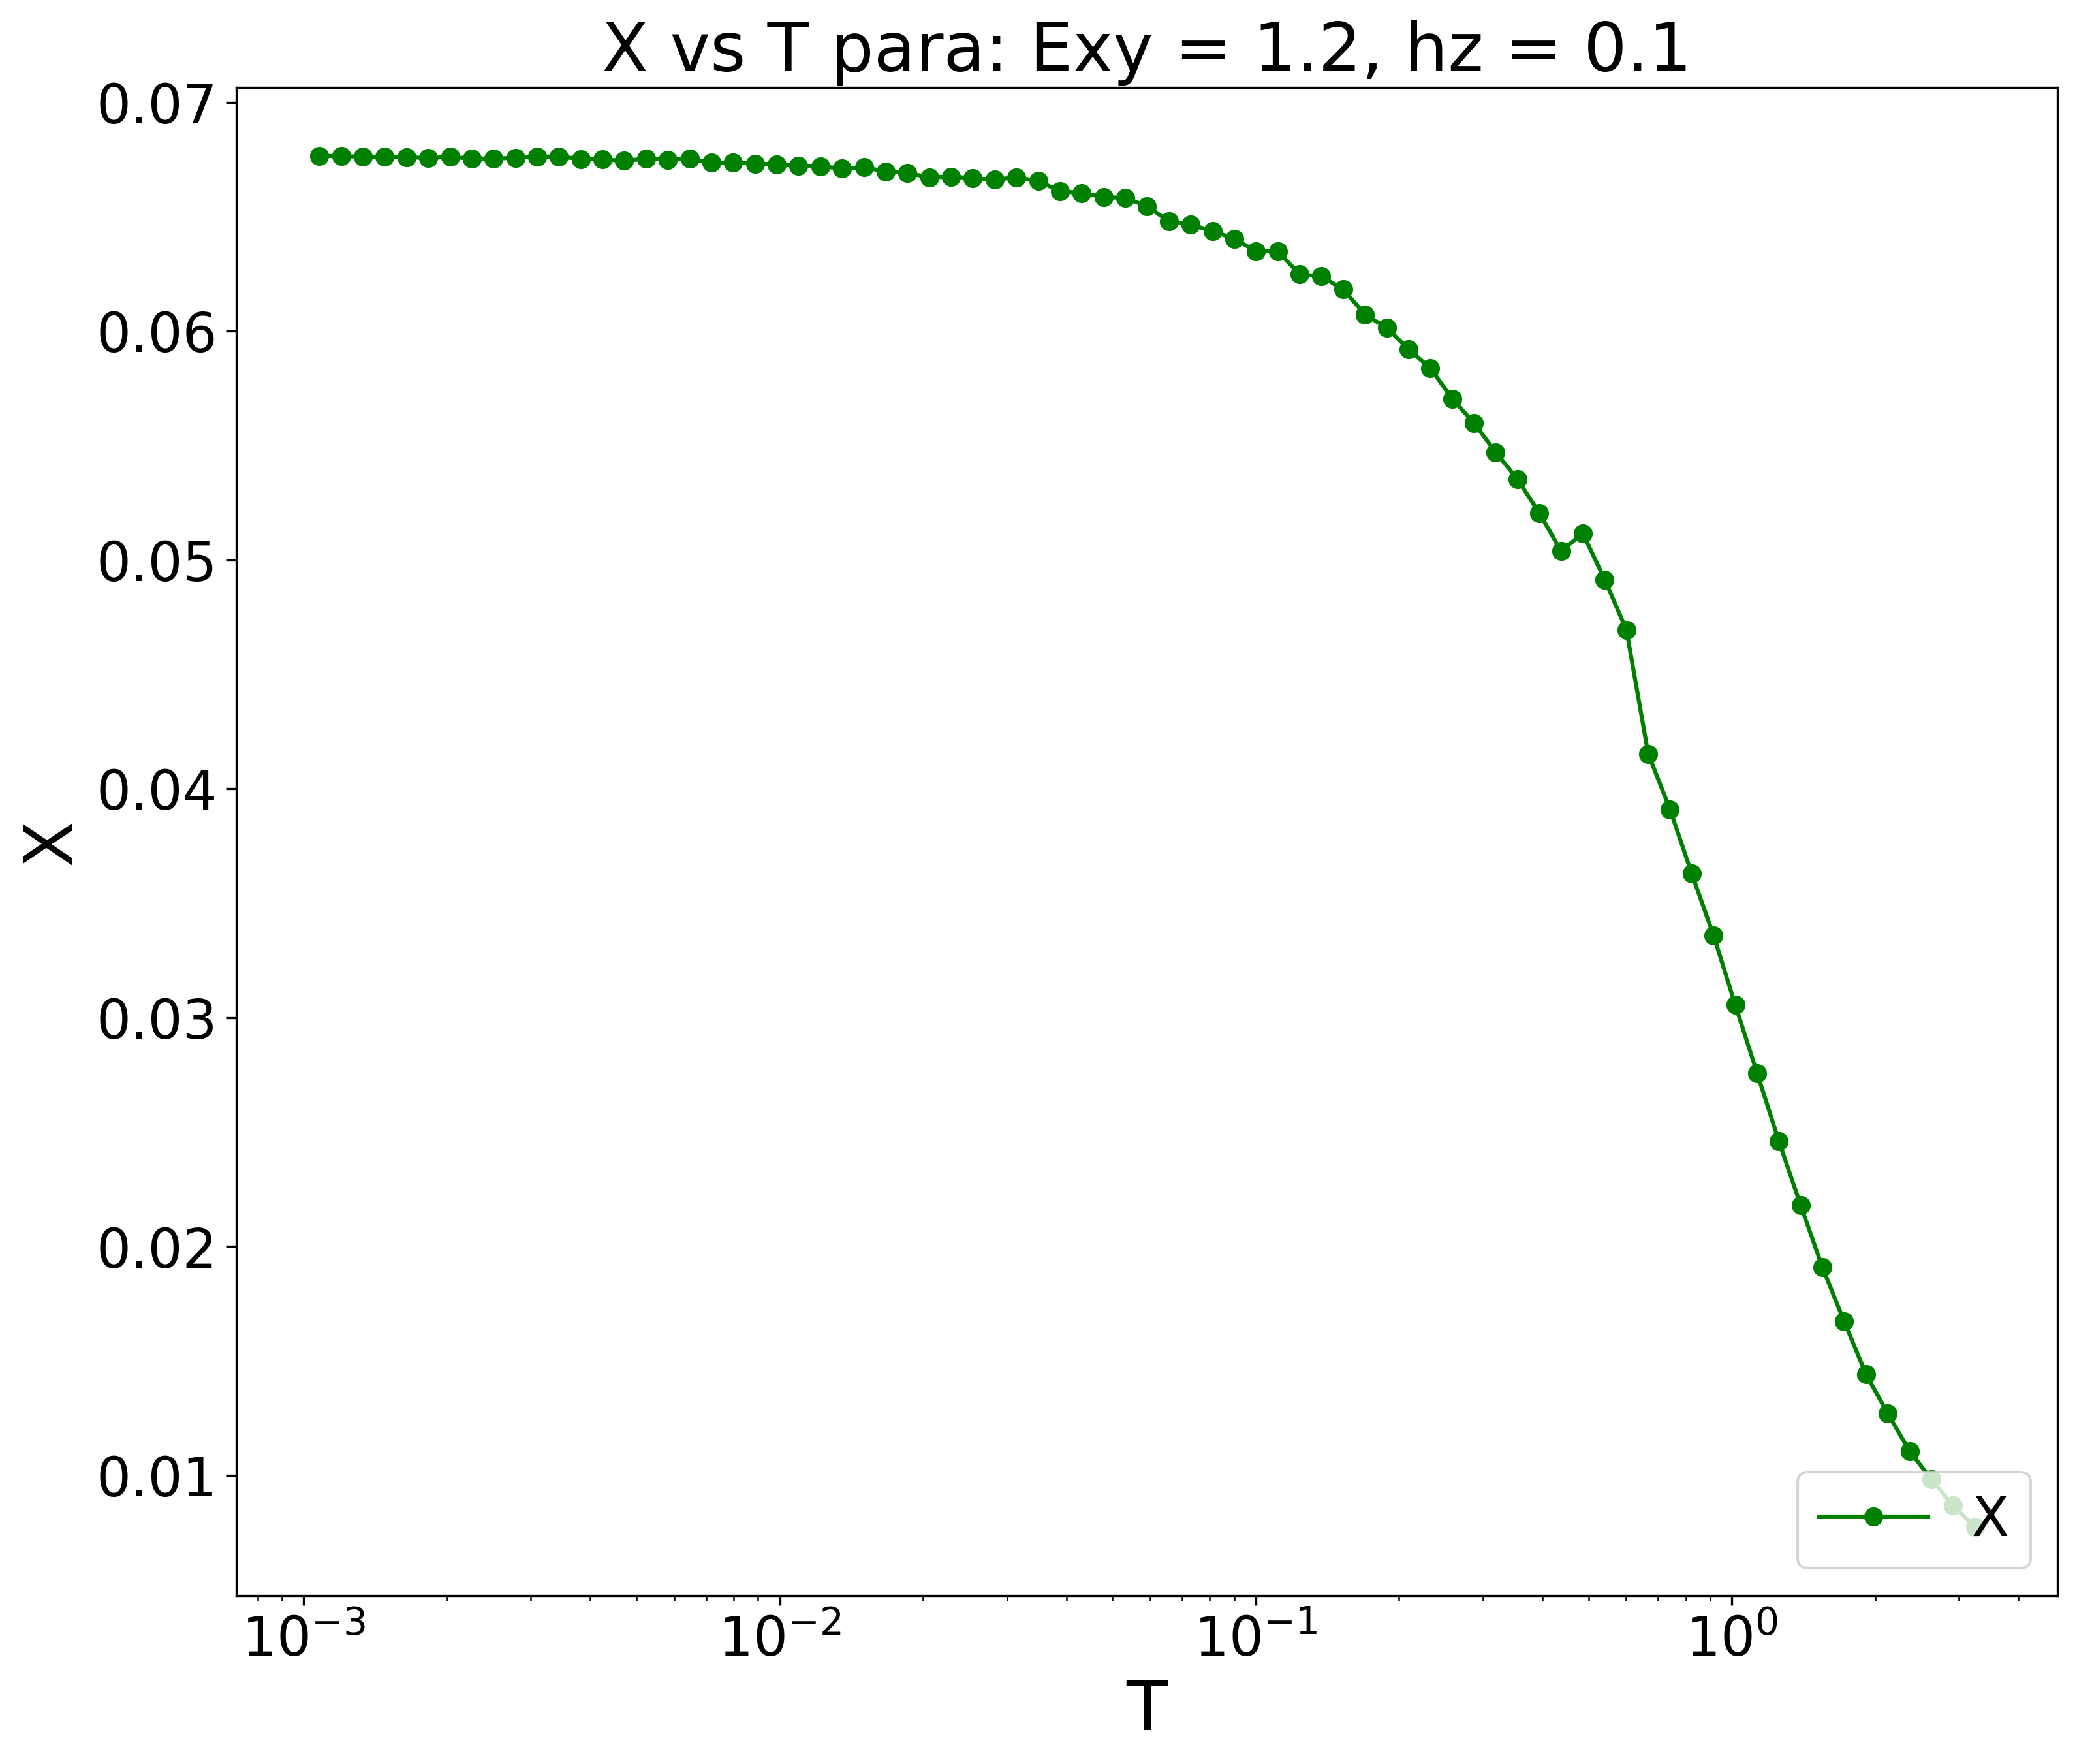 X vs T para: Exy = 1.2, hz = 0.1
0.07
0.06
0.05
0.04
0.03
0.02
0.01
X
X
10⁻³ 10⁻² 10⁻¹ 10⁰
T